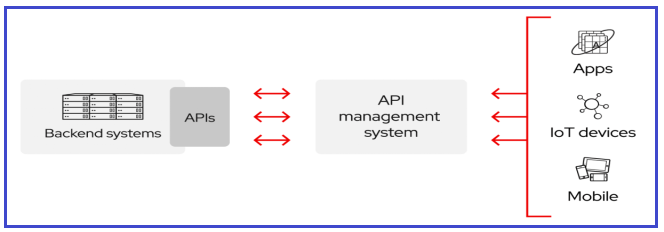 Backend systems
APIs
API
management
system
Apps
IoT devices
Mobile